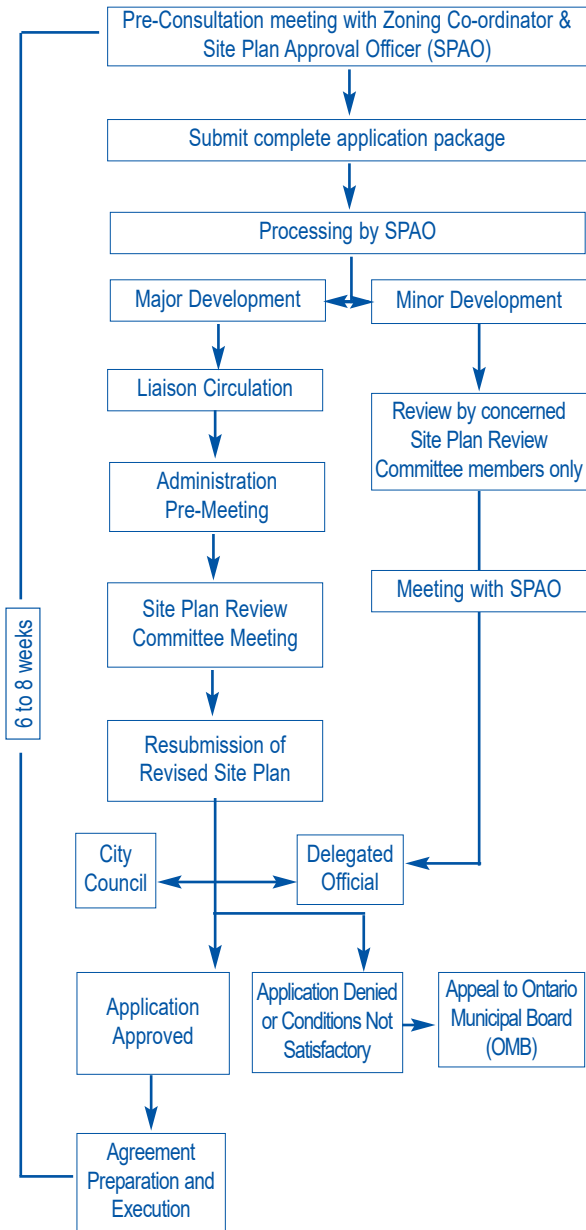 Pre-Consultation meeting with Zoning Co-ordinator &
Site Plan Approval Officer (SPAO)
Submit complete application package
Processing by SPAO
Major Development
Minor Development
Liaison Circulation
Review by concerned
Site Plan Review
Committee members only
Administration
Pre-Meeting
Meeting with SPAO
Site Plan Review
Committee Meeting
6 to 8 weeks
Resubmission of
Revised Site Plan
City
Council
Delegated
Official
Application
Approved
Application Denied
or Conditions Not
Satisfactory
Appeal to Ontario
Municipal Board
(OMB)
Agreement
Preparation and
Execution